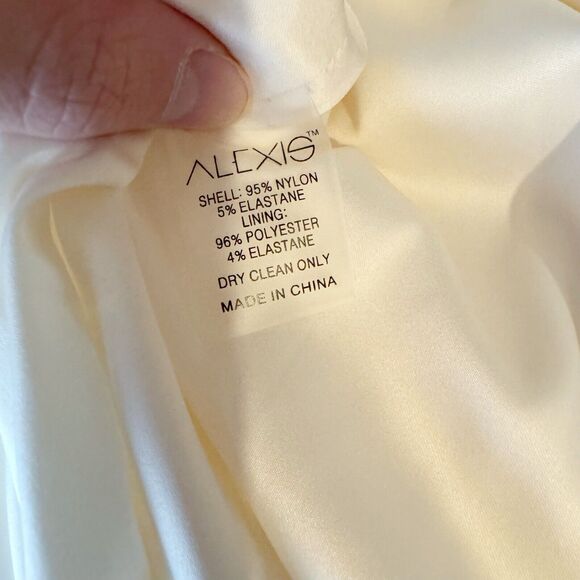 ALEXIS™
SHELL: 95% NYLON
5% ELASTANE
LINING:
96% POLYESTER
4% ELASTANE
DRY CLEAN ONLY
MADE IN CHINA